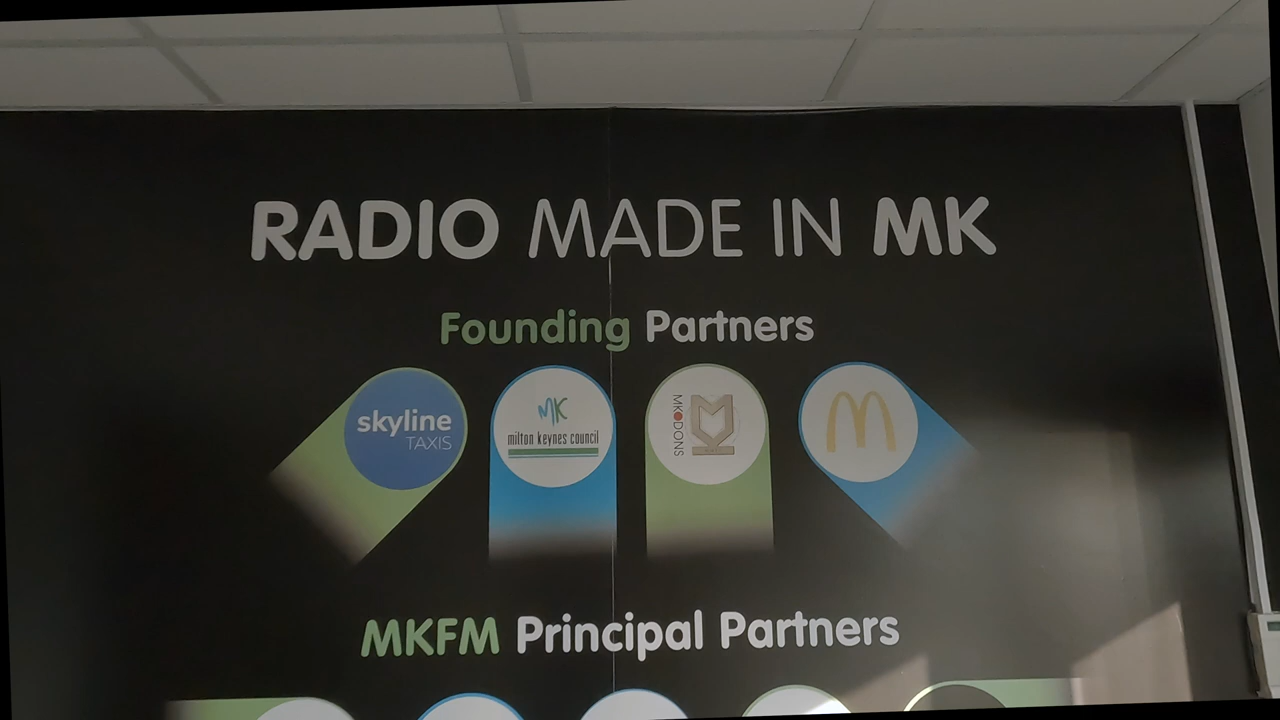 RADIO MADE IN MK
Founding Partners
skyline
TAXIS
MK
milton keynes council
MK DONS
MKFM Principal Partners